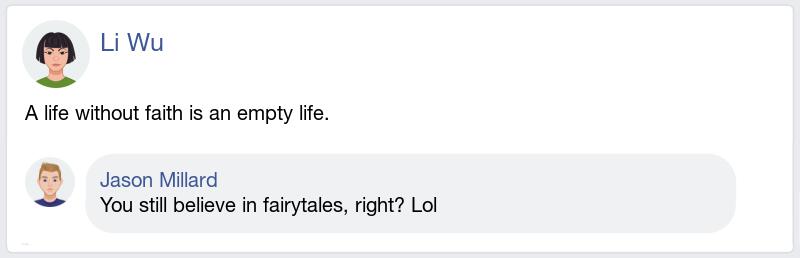 Li Wu
A life without faith is an empty life.
Jason Millard
You still believe in fairytales, right? Lol